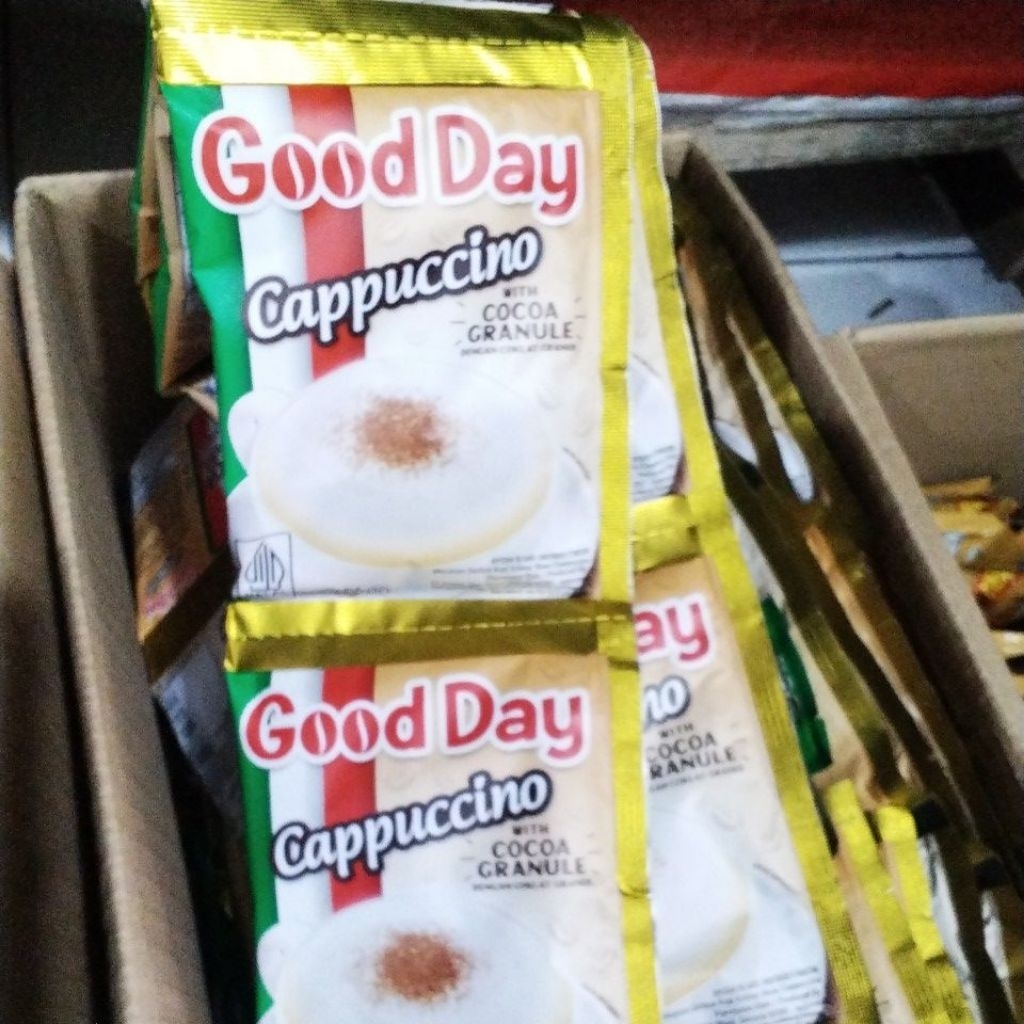 Good Day
Cappuccino
WITH
COCOA
GRANULE
Good Day
Cappuccino
WITH
COCOA
GRANULE
ay
no
WITH
COCOA
RANULE